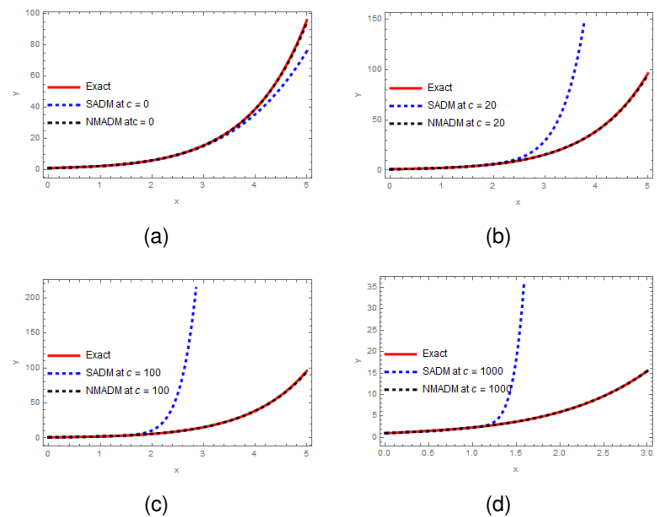 100
80
60
40
20
0
y
Exact
SADM at c = 0
NMADM atc = 0
0 1 2 3 4 5
x
(a)
150
100
50
0
y
Exact
SADM at c = 20
NMADM at c = 20
0 1 2 3 4 5
x
(b)
200
150
100
50
0
y
Exact
SADM at c = 100
NMADM at c = 100
0 1 2 3 4 5
x
(c)
35
30
25
20
15
10
5
0
y
Exact
SADM at c = 1000
NMADM at c = 1000
0.0 0.5 1.0 1.5 2.0 2.5 3.0
x
(d)